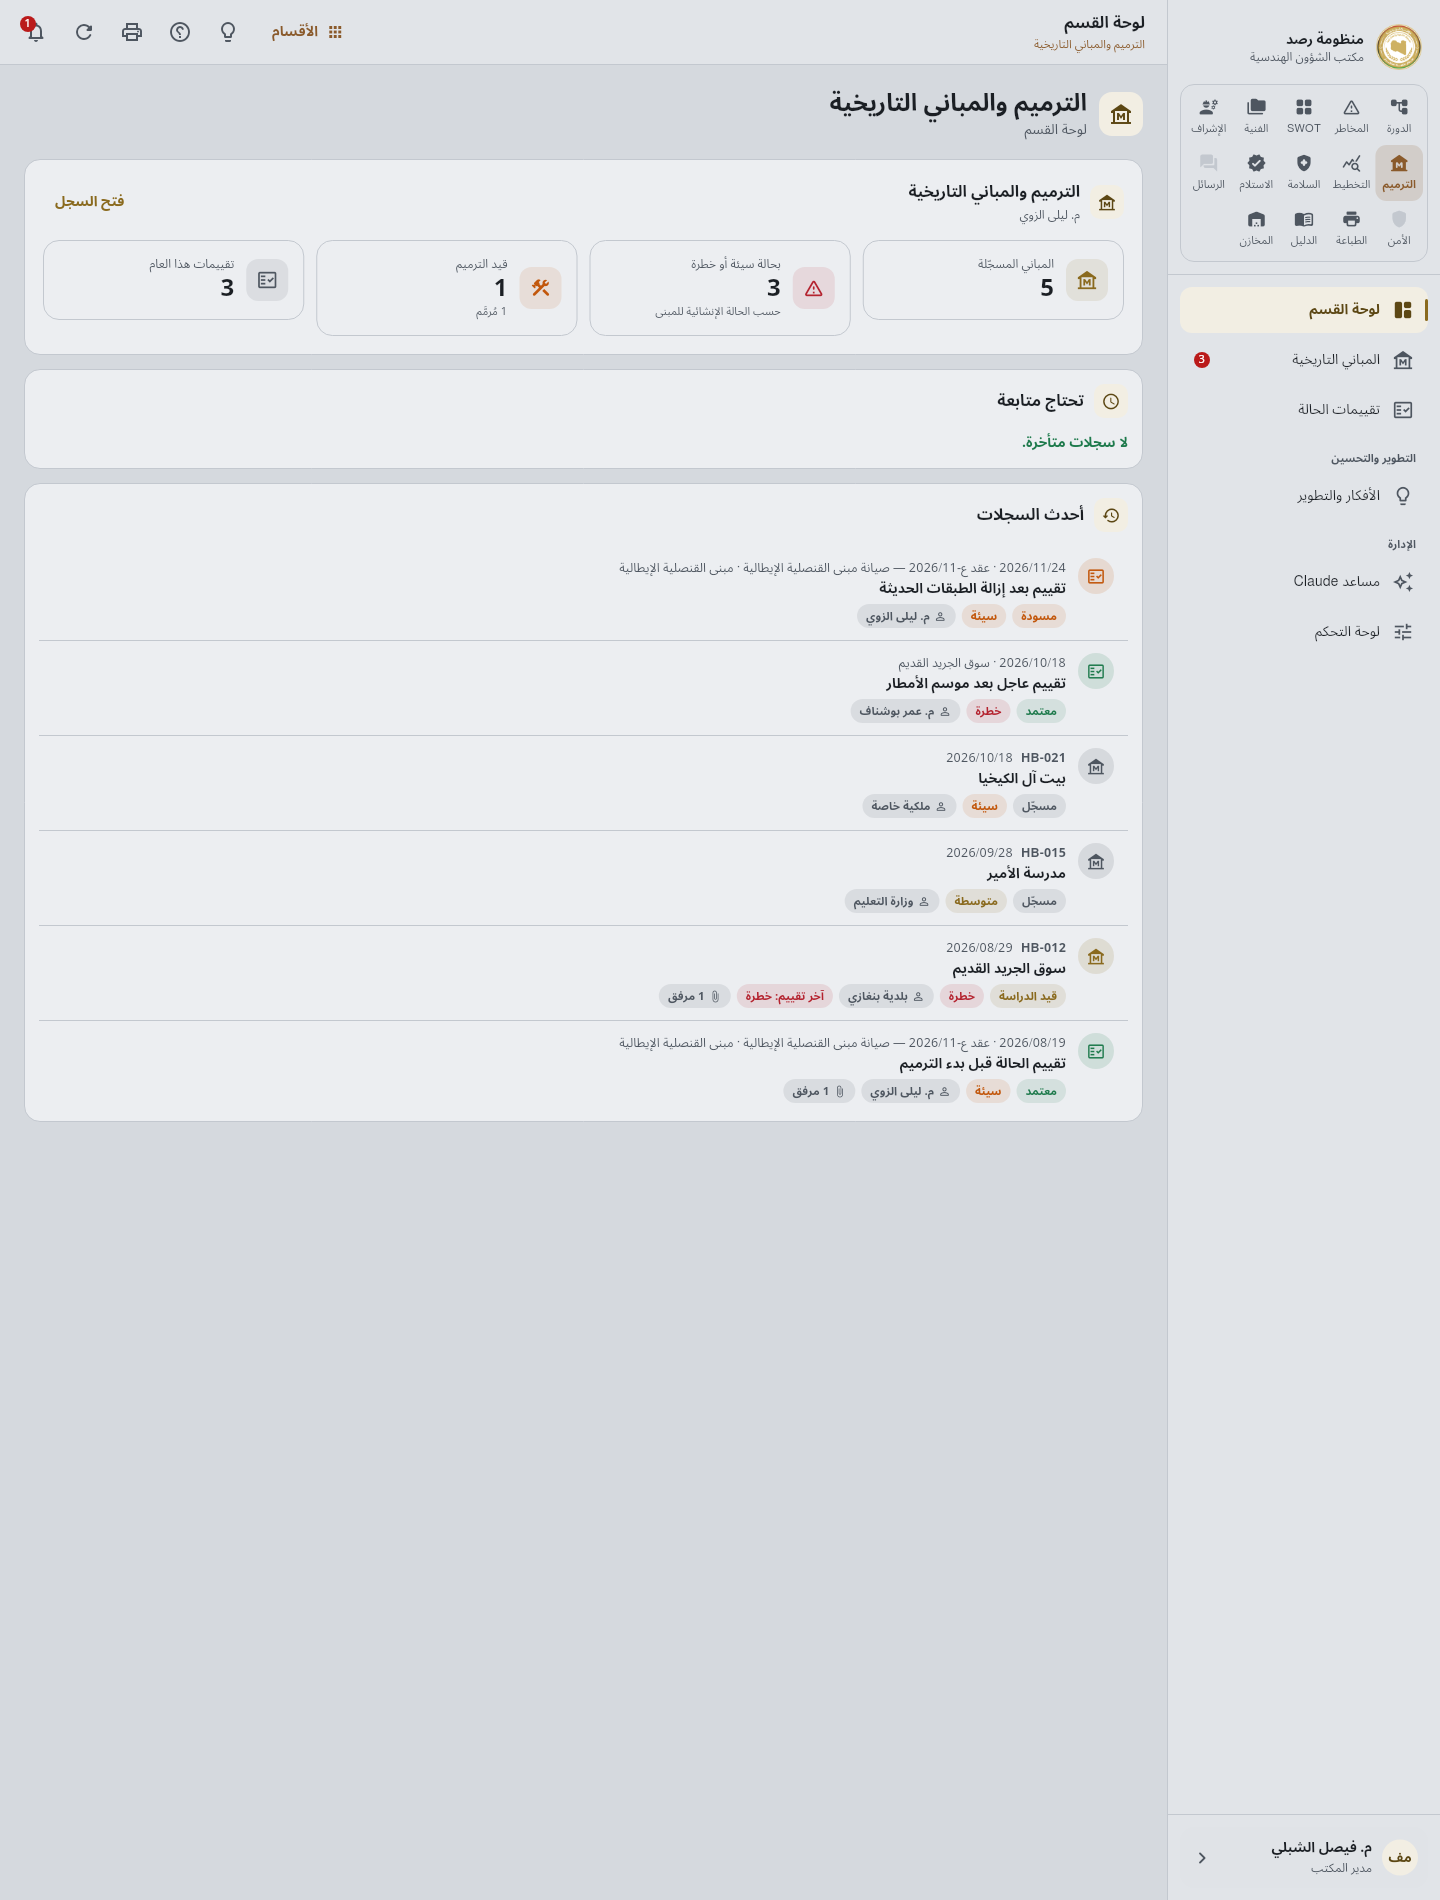 منظومة رصد
مكتب الشؤون الهندسية
الدورة
المخاطر
SWOT
الفنية
الإشراف
الترميم
التخطيط
السلامة
الاستلام
الرسائل
الأمن
الطباعة
الدليل
المخازن
لوحة القسم
المباني التاريخية
3
تقييمات الحالة
التطوير والتحسين
الأفكار والتطوير
الإدارة
مساعد Claude
لوحة التحكم
م. فيصل الشبلي
مدير المكتب
مف
لوحة القسم
الترميم والمباني التاريخية
الأقسام
1
الترميم والمباني التاريخية
لوحة القسم
الترميم والمباني التاريخية
م. ليلى الزوي
فتح السجل
المباني المسجّلة
5
بحالة سيئة أو خطرة
3
حسب الحالة الإنشائية للمبنى
قيد الترميم
1
1 مُرمَّم
تقييمات هذا العام
3
تحتاج متابعة
لا سجلات متأخرة.
أحدث السجلات
2026/11/24 · عقد ع-2026/11 — صيانة مبنى القنصلية الإيطالية · مبنى القنصلية الإيطالية
تقييم بعد إزالة الطبقات الحديثة
مسودة سيئة م. ليلى الزوي
2026/10/18 · سوق الجريد القديم
تقييم عاجل بعد موسم الأمطار
معتمد خطرة م. عمر بوشناف
HB-021 2026/10/18
بيت آل الكيخيا
مسجّل سيئة ملكية خاصة
HB-015 2026/09/28
مدرسة الأمير
مسجّل متوسطة وزارة التعليم
HB-012 2026/08/29
سوق الجريد القديم
قيد الدراسة خطرة بلدية بنغازي آخر تقييم: خطرة 1 مرفق
2026/08/19 · عقد ع-2026/11 — صيانة مبنى القنصلية الإيطالية · مبنى القنصلية الإيطالية
تقييم الحالة قبل بدء الترميم
معتمد سيئة م. ليلى الزوي 1 مرفق